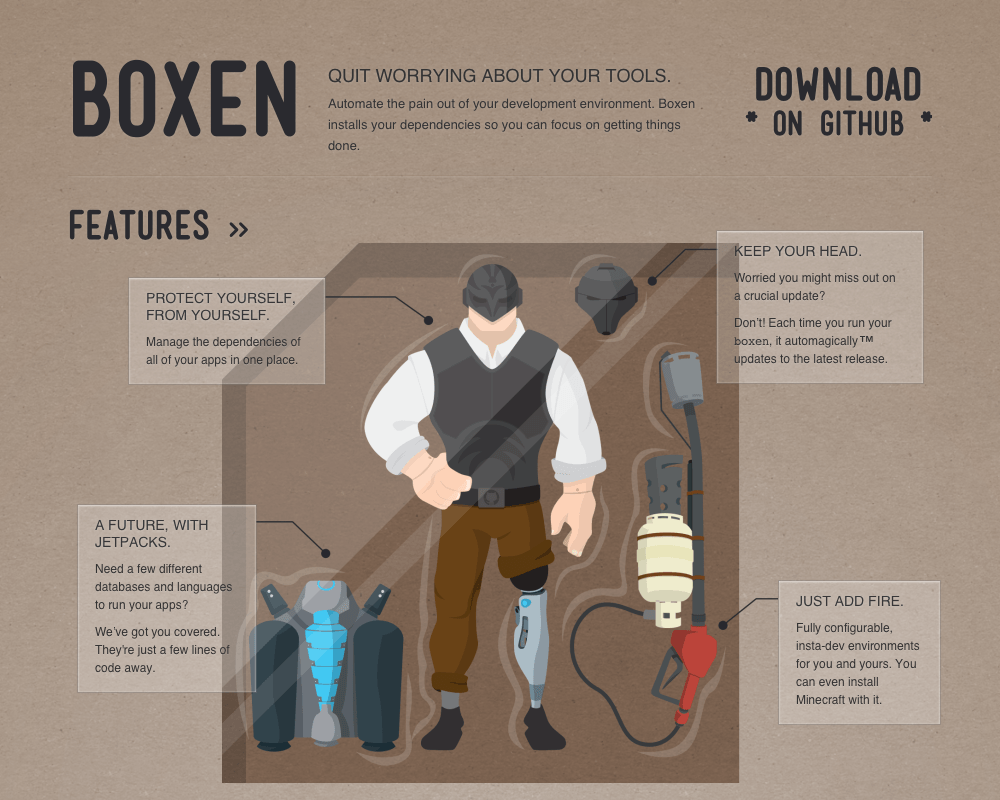 BOXEN
QUIT WORRYING ABOUT YOUR TOOLS.
Automate the pain out of your development environment. Boxen
installs your dependencies so you can focus on getting things
done.
DOWNLOAD
* ON GITHUB *
FEATURES »
PROTECT YOURSELF,
FROM YOURSELF.
Manage the dependencies of
all of your apps in one place.
KEEP YOUR HEAD.
Worried you might miss out on
a crucial update?
Don't! Each time you run your
boxen, it automagically™
updates to the latest release.
A FUTURE, WITH
JETPACKS.
Need a few different
databases and languages
to run your apps?
We've got you covered.
They're just a few lines of
code away.
JUST ADD FIRE.
Fully configurable,
insta-dev environments
for you and yours. You
can even install
Minecraft with it.